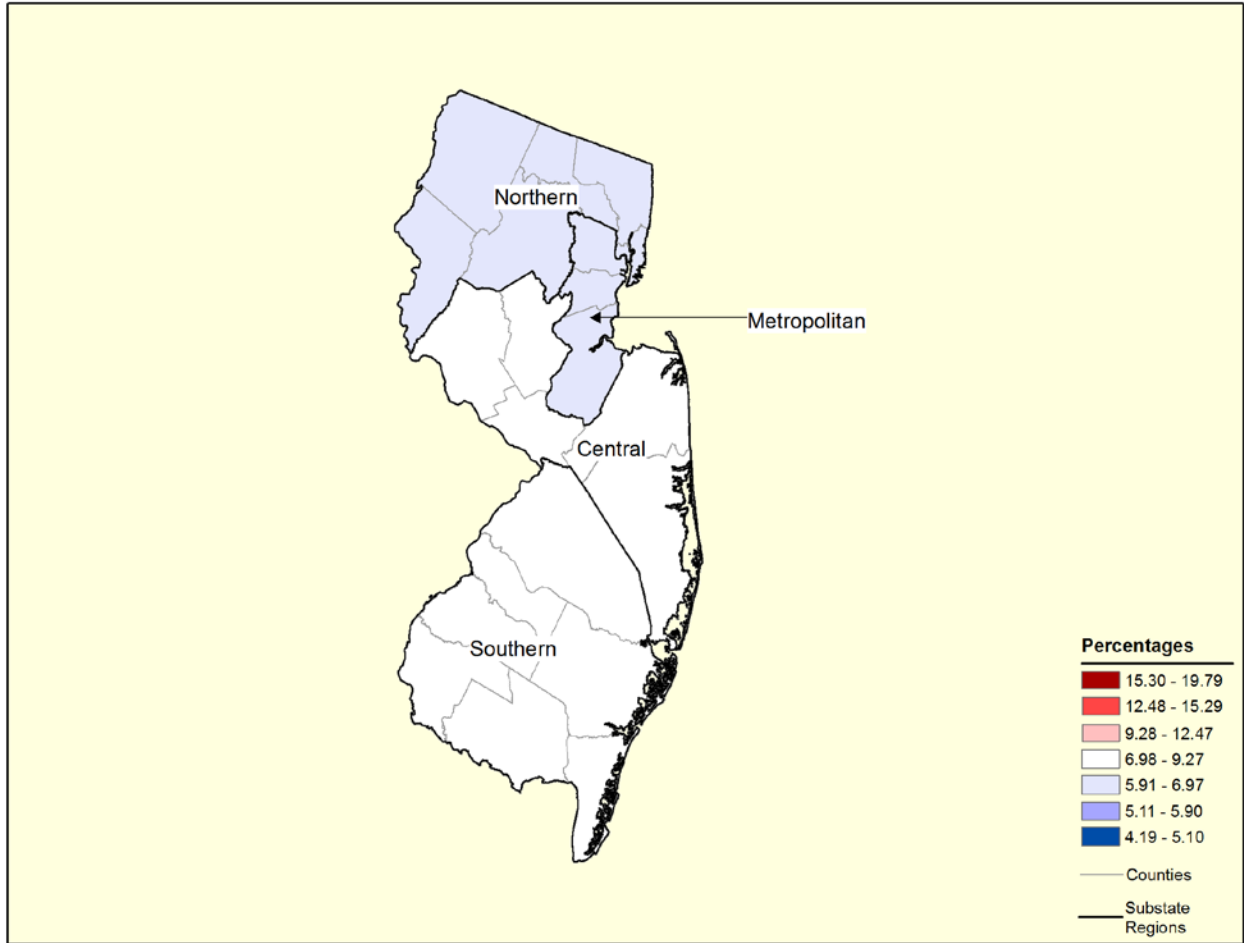 Northern
Metropolitan
Central
Southern
Percentages
15.30 - 19.79
12.48 - 15.29
9.28 - 12.47
6.98 - 9.27
5.91 - 6.97
5.11 - 5.90
4.19 - 5.10
Counties
Substate
Regions